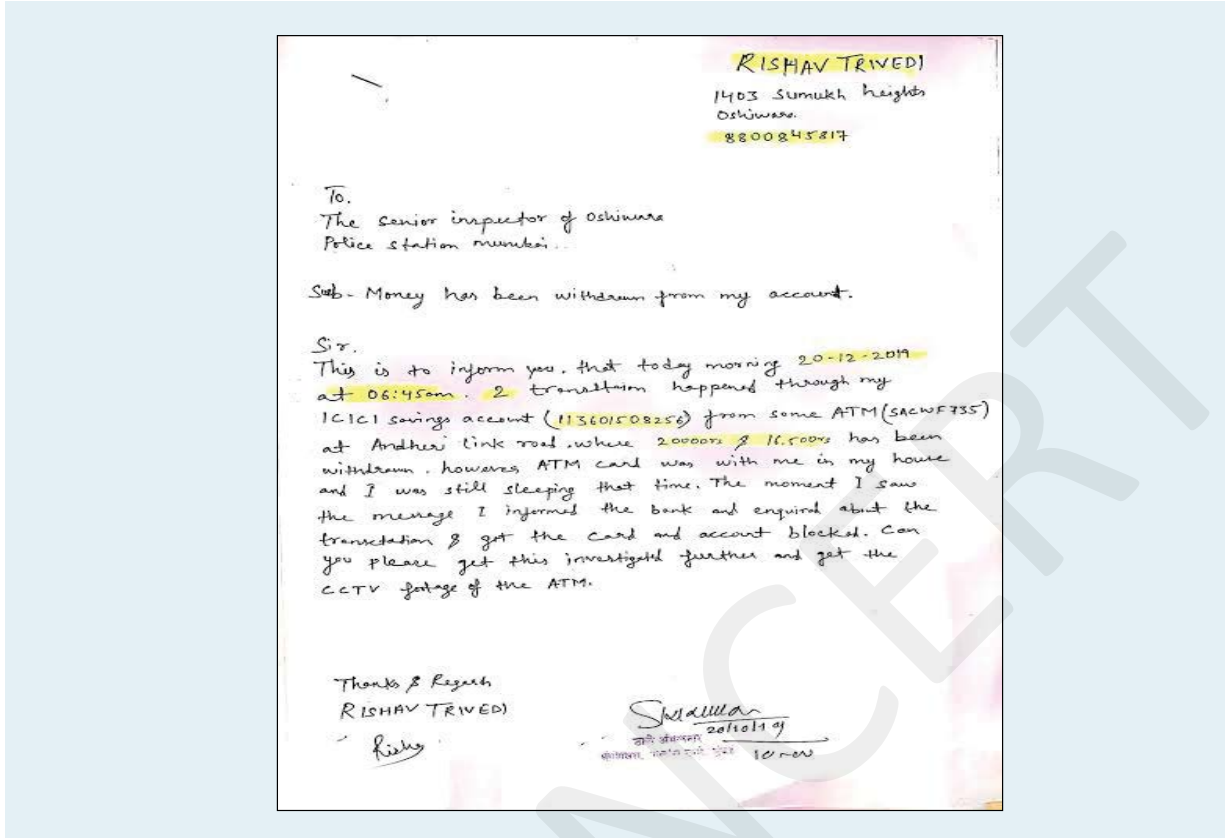 RISHAV TRIVEDI
1403 Sumukh heights
Oshiwara.
8800845817
To.
The senior inspector of Oshiwara
Police station mumbai..
Sub- Money has been withdrawn from my account.
Sir.
This is to inform you. that today morning 20-12-2019
at 06:45am. 2 happened through my
ICICI savings account (113601508256) from some ATM (SACWF735)
at Andheri link road. where 20000rs & 16.500rs has been
withdrawn. however ATM card was with me in my house
and I was still sleeping that time. The moment I saw
the message I informed the bank and enquired about the
& got the card and account blocked. Can
you please get this investigated further and get the
CCTV footage of the ATM.
Thanks &
RISHAV TRIVEDI
20/10/19
NCERT